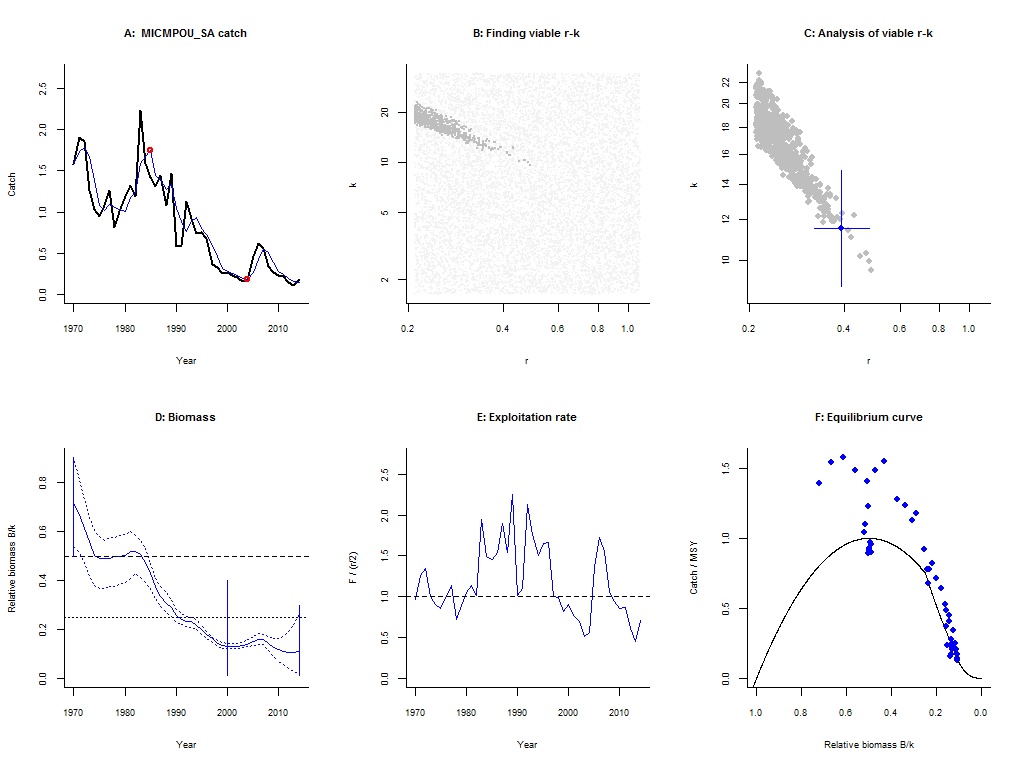 A: MICMPOU_SA catch
Catch
0.0 0.5 1.0 1.5 2.0 2.5
1970 1980 1990 2000 2010
Year
B: Finding viable r-k
k
2 5 10 20
0.2 0.4 0.6 0.8 1.0
r
C: Analysis of viable r-k
k
10 12 14 16 18 20 22
0.2 0.4 0.6 0.8 1.0
r
D: Biomass
Relative biomass B/k
0.0 0.2 0.4 0.6 0.8
1970 1980 1990 2000 2010
Year
E: Exploitation rate
F / (r/2)
0.0 0.5 1.0 1.5 2.0 2.5
1970 1980 1990 2000 2010
Year
F: Equilibrium curve
Catch / MSY
0.0 0.5 1.0 1.5
1.0 0.8 0.6 0.4 0.2 0.0
Relative biomass B/k